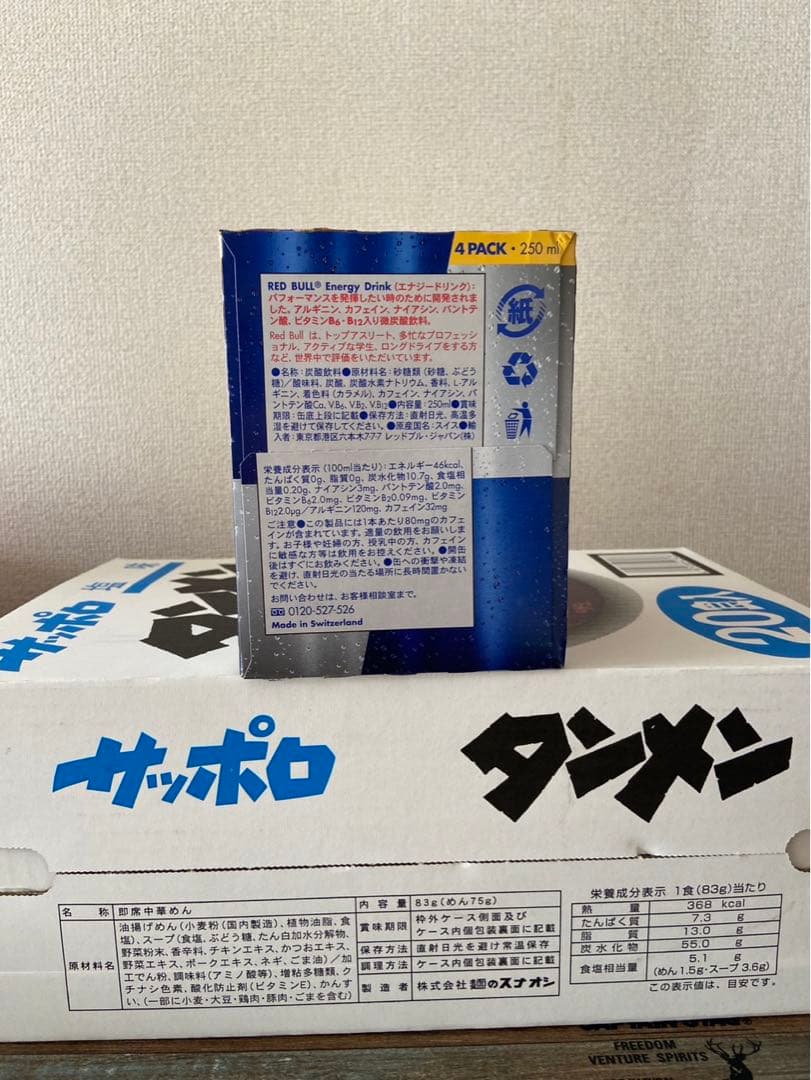 4 PACK・250 ml
RED BULL® Energy Drink (エナジードリンク):
パフォーマンスを発揮したい時のために開発されま
した。アルギニン、カフェイン、ナイアシン、パントテ
ン酸、ビタミンB6・B12入り微炭酸飲料。
Red Bull は、トップアスリート、多忙なプロフェッシ
ョナル、アクティブな学生、ロングドライブをする方
など、世界中で評価をいただいています。
●名称:炭酸飲料●原材料名:砂糖類(砂糖、ぶどう
糖)/酸味料、炭酸、炭酸水素ナトリウム、香料、L-アル
ギニン、着色料(カラメル)、カフェイン、ナイアシン、パ
ントテン酸Ca、V.B6、V.B2、V.B12●内容量:250ml●賞味
期限:缶底上段に記載●保存方法:直射日光、高温多
湿を避けて保存してください。●原産国名:スイス●輸
入者:東京都港区六本木7-7-7 レッドブル・ジャパン(株)
紙
栄養成分表示(100ml当たり):エネルギー46kcal、
たんぱく質0g、脂質0g、炭水化物10.7g、食塩相
当量0.20g、ナイアシン3mg、パントテン酸2.0mg、
ビタミンB6 2.0mg、ビタミンB2 0.09mg、ビタミン
B12 2.0μg/アルギニン120mg、カフェイン32mg
ご注意●この製品には1本あたり80mgのカフェ
インが含まれています。適量の飲用をお願いしま
す。お子様や妊婦の方、授乳中の方、カフェイン
に敏感な方等は飲用をお控えください。●開缶
後はすぐにお飲みください。●缶への衝撃や凍結
を避け、直射日光の当たる場所に長時間置かない
でください。
お問い合わせは、お客様相談室まで。
0120-527-526
Made in Switzerland
サッポロ
タンメン
20食入
サッポロ
タンメン
名称 即席中華めん
原材料名 油揚げめん(小麦粉(国内製造)、植物油脂、食
塩)、スープ(食塩、ぶどう糖、たん白加水分解物、
野菜粉末、香辛料、チキンエキス、かつおエキス、
野菜エキス、ポークエキス、ネギ、ごま油)/加
工でん粉、調味料(アミノ酸等)、増粘多糖類、ク
チナシ色素、酸化防止剤(ビタミンE)、かんす
い、(一部に小麦・大豆・鶏肉・豚肉・ごまを含む)
内容量 83g(めん75g)
賞味期限 枠外ケース側面及び
ケース内個包装裏面に記載
保存方法 直射日光を避け常温保存
調理方法 ケース内個包装裏面に記載
製造者 株式会社 麺のスナオシ
栄養成分表示 1食(83g)当たり
熱量 368 kcal
たんぱく質 7.3 g
脂質 13.0 g
炭水化物 55.0 g
食塩相当量 5.1 g
(めん1.5g・スープ3.6g)
この表示値は、目安です。
FREEDOM
VENTURE SPIRITS